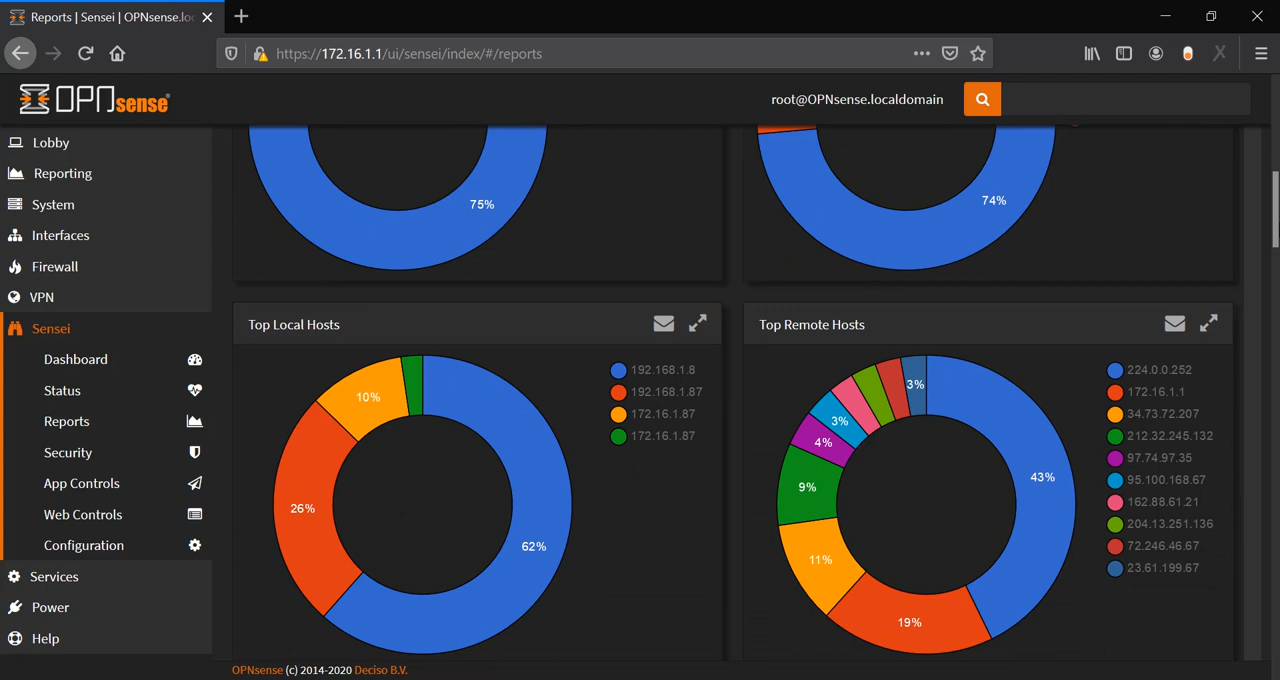 Reports | Sensei | OPNsense.loc
https://172.16.1.1/ui/sensei/index/#/reports
OPNsense
root@OPNsense.localdomain
Lobby
Reporting
System
Interfaces
Firewall
VPN
Sensei
Dashboard
Status
Reports
Security
App Controls
Web Controls
Configuration
Services
Power
Help
75%
74%
Top Local Hosts
10%
26%
62%
192.168.1.8
192.168.1.87
172.16.1.87
172.16.1.87
Top Remote Hosts
3%
3%
4%
9%
11%
19%
43%
224.0.0.252
172.16.1.1
34.73.72.207
212.32.245.132
97.74.97.35
95.100.168.67
162.88.61.21
204.13.251.136
72.246.46.67
23.61.199.67
OPNsense (c) 2014-2020 Deciso B.V.